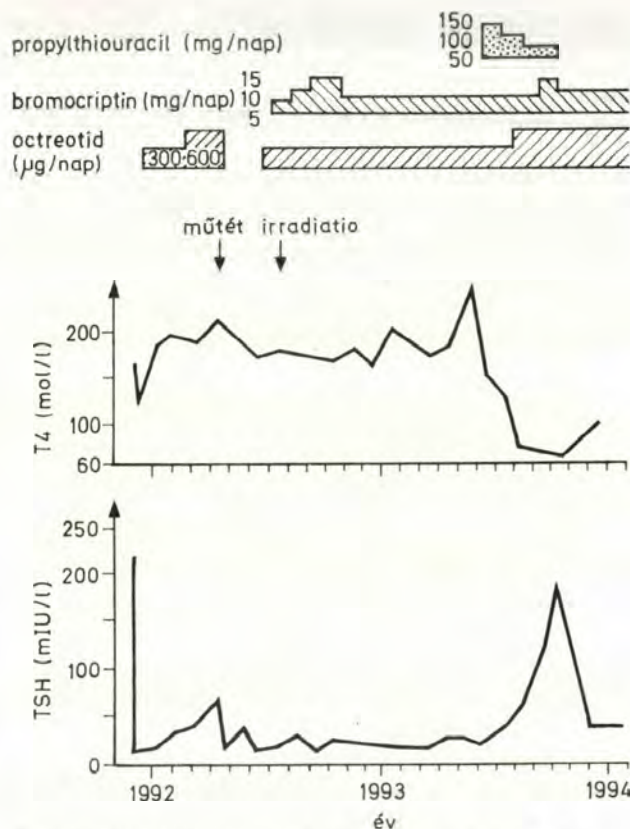 propylthiouracil (mg/nap)
150
100
50
bromocriptin (mg/nap)
15
10
5
octreotid
(µg/nap)
300·600
műtét irradiatio
T4 (mol/l)
200
100
60
TSH (mIU/l)
250
200
100
50
0
1992 1993 1994
év